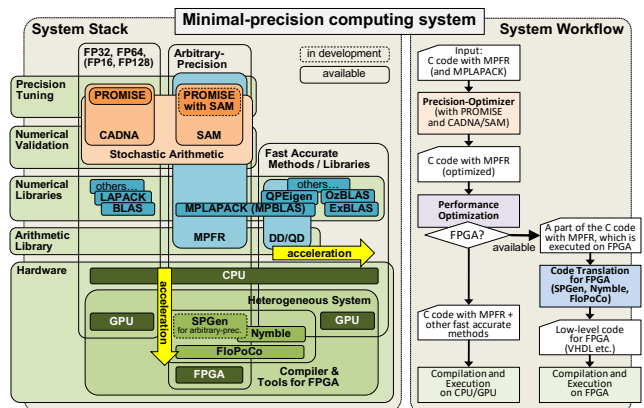 Minimal-precision computing system
System Stack
FP32, FP64,
(FP16, FP128)
Arbitrary-
Precision
in development
available
Precision
Tuning
PROMISE
PROMISE
with SAM
CADNA
SAM
Numerical
Validation
Stochastic Arithmetic
Fast Accurate
Methods / Libraries
Numerical
Libraries
others...
LAPACK
BLAS
MPLAPACK (MPBLAS)
others...
QPEigen
OzBLAS
ExBLAS
Arithmetic
Library
MPFR
DD/QD
acceleration
Hardware
CPU
acceleration
Heterogeneous System
GPU
SPGen
for arbitrary-prec.
Nymble
GPU
FloPoCo
FPGA
Compiler &
Tools for FPGA
System Workflow
Input:
C code with MPFR
(and MPLAPACK)
Precision-Optimizer
(with PROMISE
and CADNA/SAM)
C code with MPFR
(optimized)
Performance
Optimization
FPGA?
available
A part of the C code
with MPFR, which is
executed on FPGA
Code Translation
for FPGA
(SPGen, Nymble,
FloPoCo)
C code with MPFR +
other fast accurate
methods
Low-level code
for FPGA
(VHDL etc.)
Compilation and
Execution
on CPU/GPU
Compilation and
Execution
on FPGA